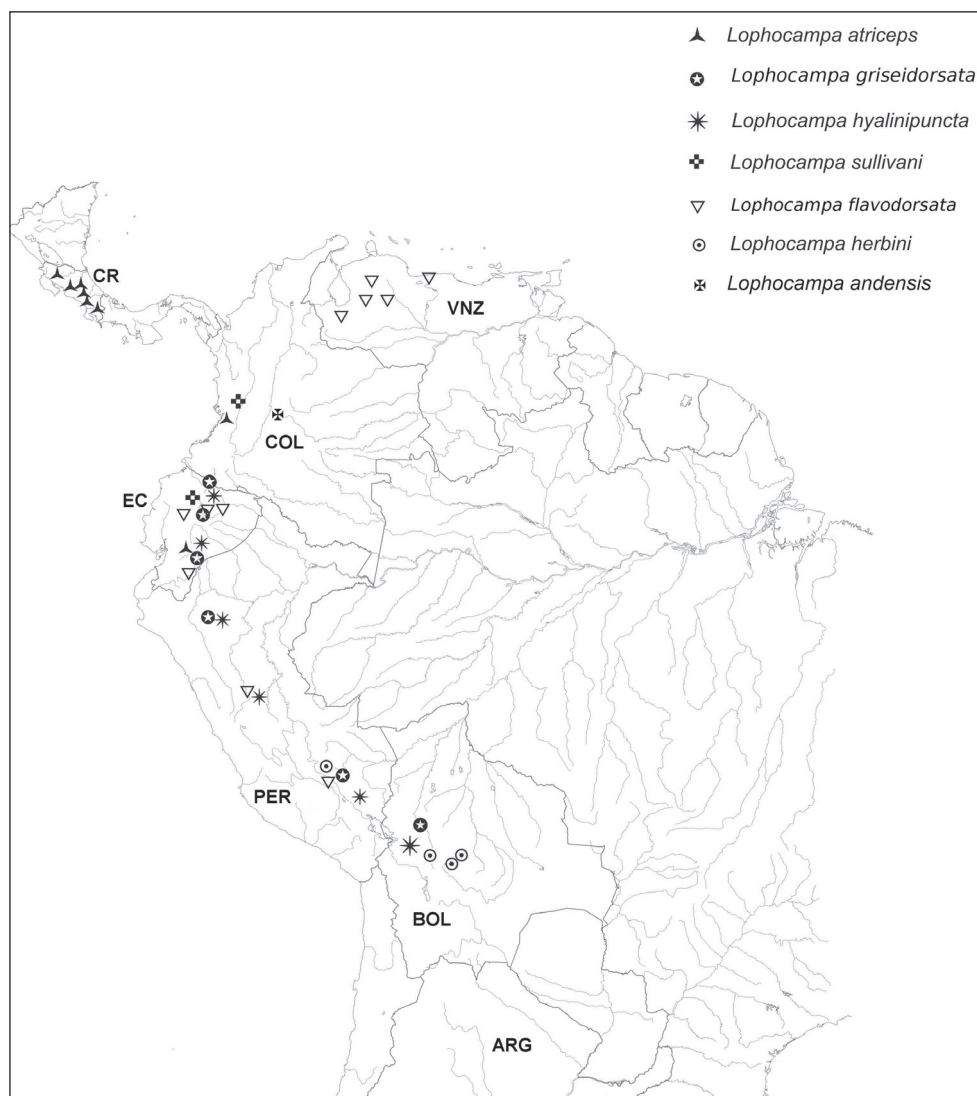 Lophocampa atriceps
Lophocampa griseidorsata
Lophocampa hyalinipuncta
Lophocampa sullivani
Lophocampa flavodorsata
Lophocampa herbini
Lophocampa andensis
CR
VNZ
COL
EC
PER
BOL
ARG